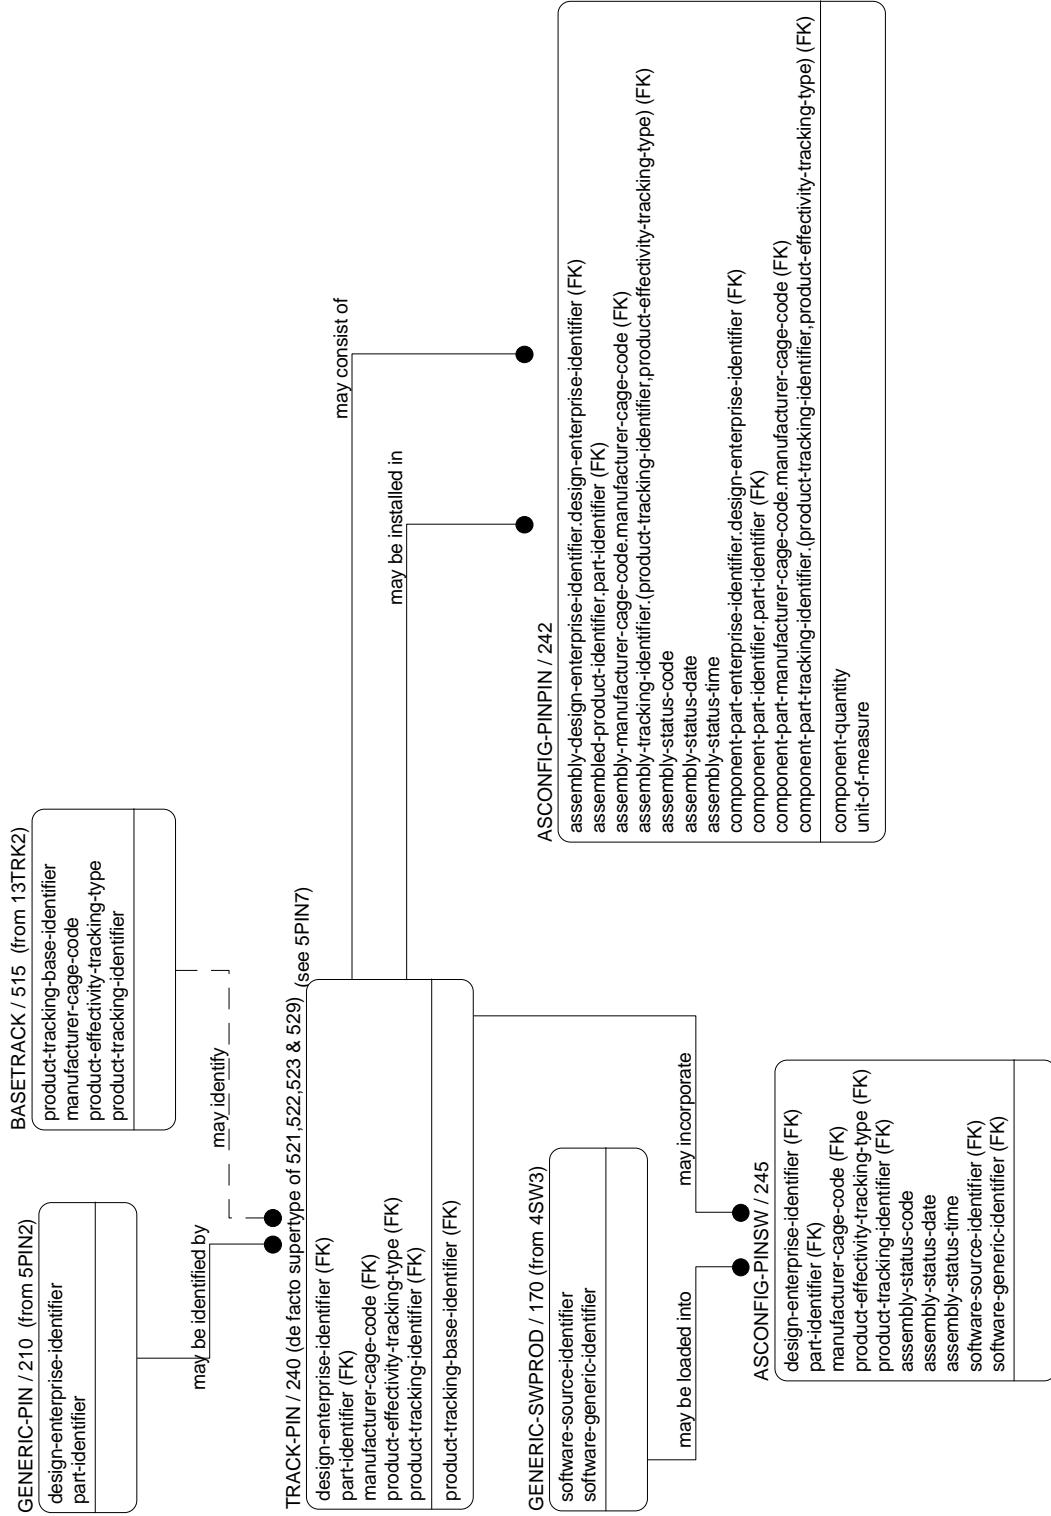 GENERIC-PIN / 210  (from 5PIN2)
design-enterprise-identifier
part-identifier
BASETRACK / 515  (from 13TRK2)
product-tracking-base-identifier
manufacturer-cage-code
product-effectivity-tracking-type
product-tracking-identifier
may be identified by
may identify
TRACK-PIN / 240 (de facto supertype of 521,522,523 & 529)  (see 5PIN7)
design-enterprise-identifier (FK)
part-identifier (FK)
manufacturer-cage-code (FK)
product-effectivity-tracking-type (FK)
product-tracking-identifier (FK)
product-tracking-base-identifier (FK)
may consist of
may be installed in
GENERIC-SWPROD / 170 (from 4SW3)
software-source-identifier
software-generic-identifier
may be loaded into
may incorporate
ASCONFIG-PINPIN / 242
assembly-design-enterprise-identifier.design-enterprise-identifier (FK)
assembled-product-identifier.part-identifier (FK)
assembly-manufacturer-cage-code.manufacturer-cage-code (FK)
assembly-tracking-identifier.(product-tracking-identifier,product-effectivity-tracking-type) (FK)
assembly-status-code
assembly-status-date
assembly-status-time
component-part-enterprise-identifier.design-enterprise-identifier (FK)
component-part-identifier.part-identifier (FK)
component-part-manufacturer-cage-code.manufacturer-cage-code (FK)
component-part-tracking-identifier.(product-tracking-identifier,product-effectivity-tracking-type) (FK)
component-quantity
unit-of-measure
ASCONFIG-PINSW / 245
design-enterprise-identifier (FK)
part-identifier (FK)
manufacturer-cage-code (FK)
product-effectivity-tracking-type (FK)
product-tracking-identifier (FK)
assembly-status-code
assembly-status-date
assembly-status-time
software-source-identifier (FK)
software-generic-identifier (FK)